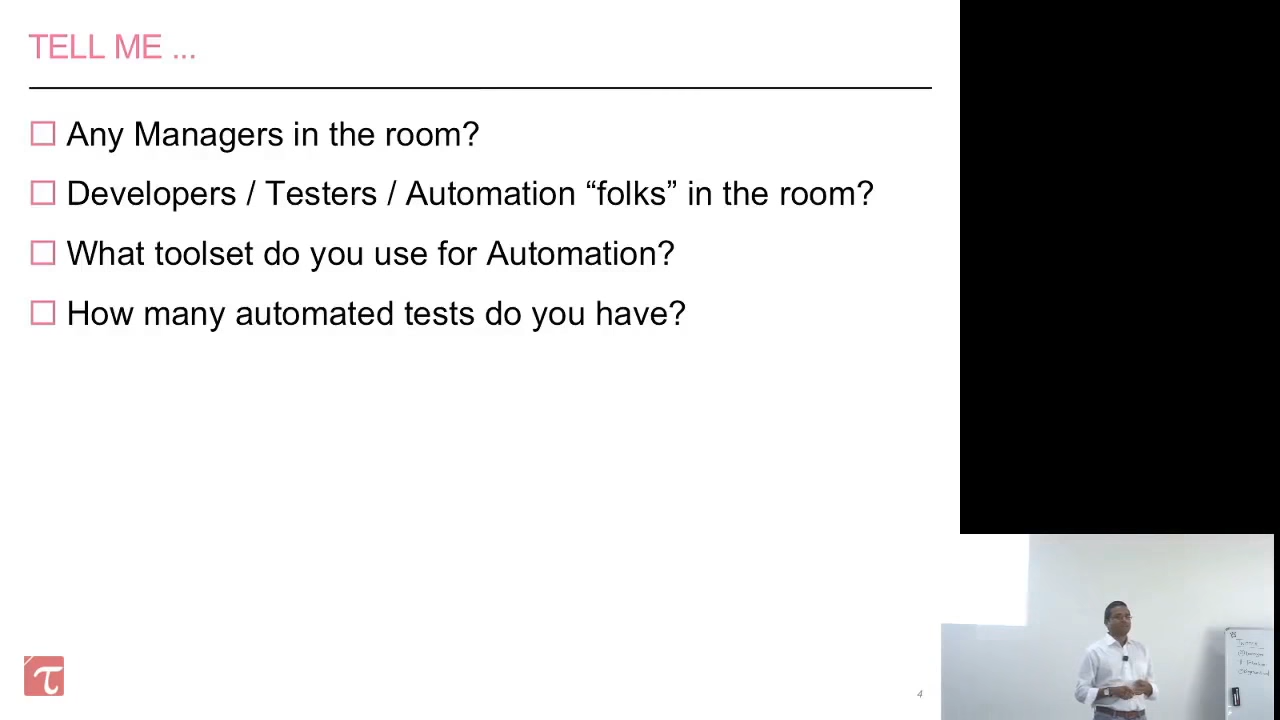 TELL ME ...
Any Managers in the room?
Developers / Testers / Automation “folks” in the room?
What toolset do you use for Automation?
How many automated tests do you have?
τ
4